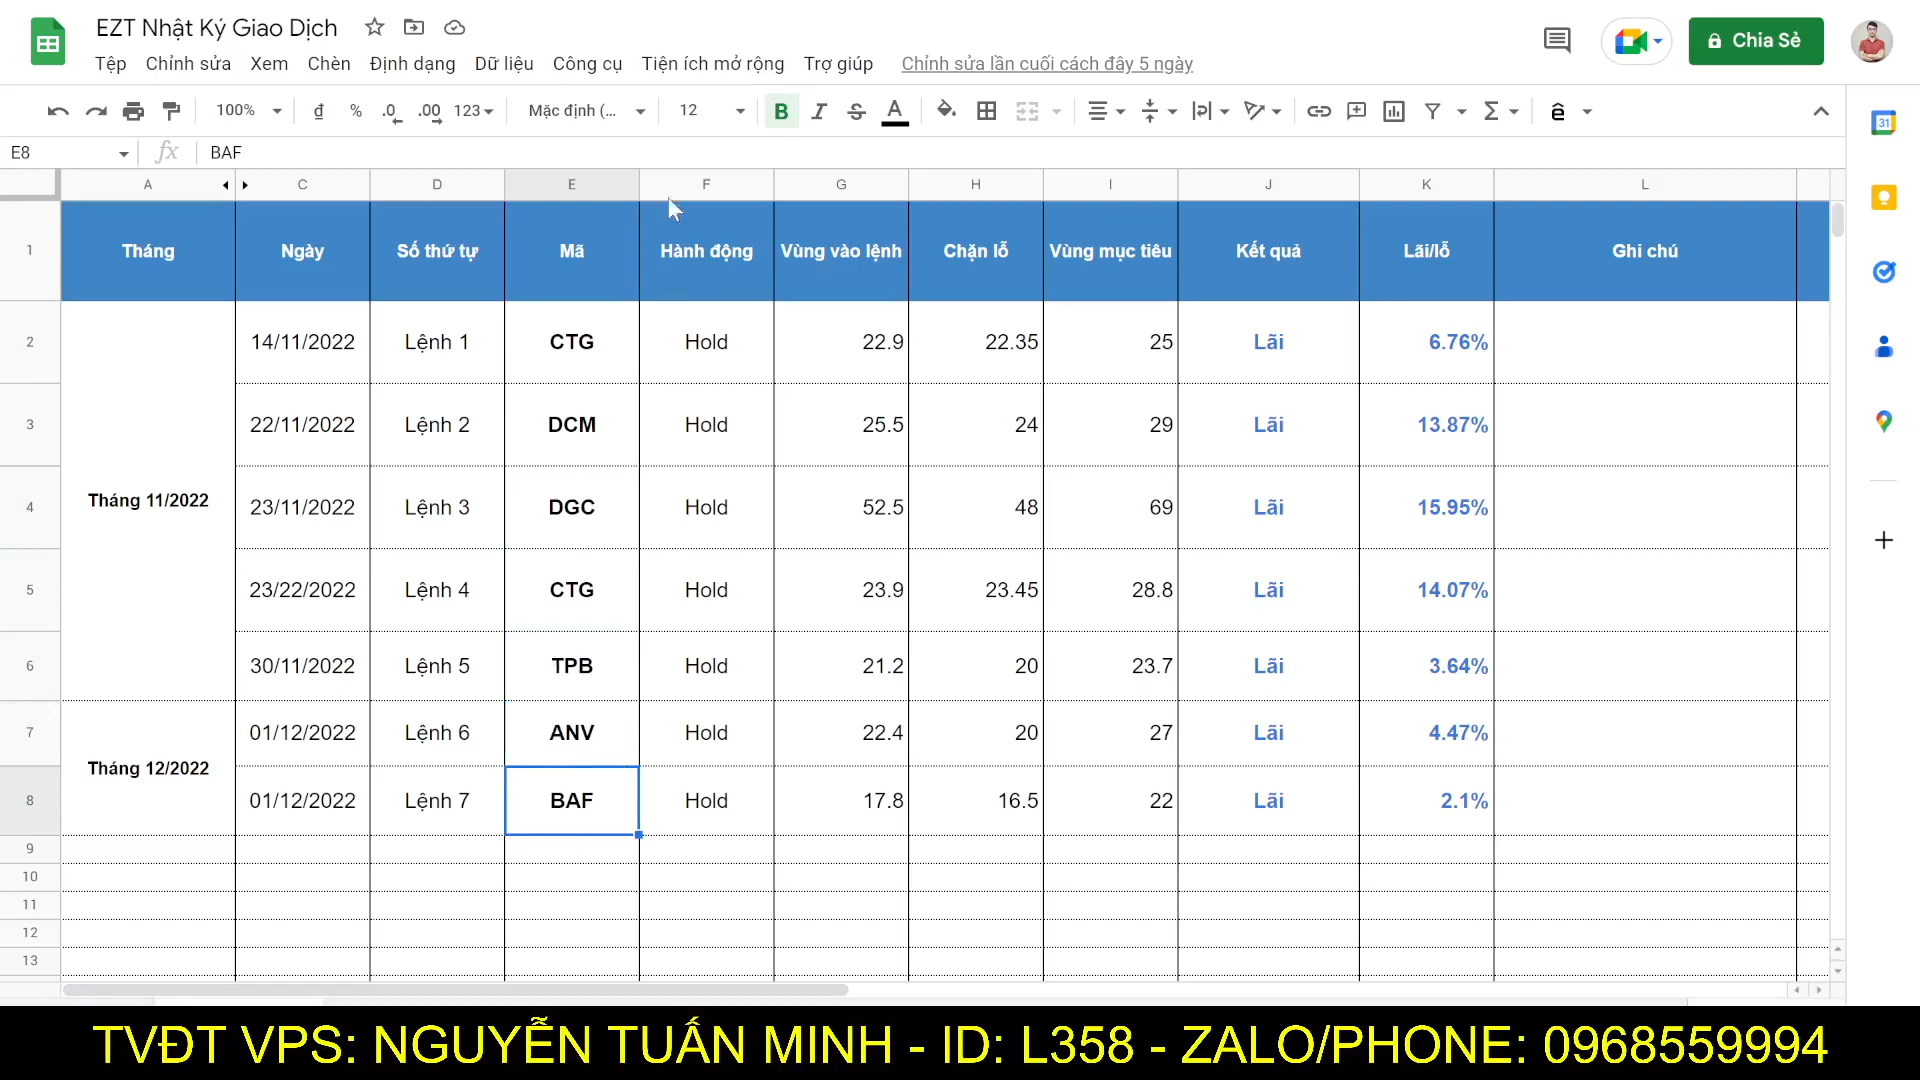 EZT Nhật Ký Giao Dịch
Tệp Chỉnh sửa Xem Chèn Định dạng Dữ liệu Công cụ Tiện ích mở rộng Trợ giúp Chỉnh sửa lần cuối cách đây 5 ngày
Chia Sẻ
100% đ % .0 .00 123 Mặc định (... 12 B I S A Σ ê
E8 fx BAF
31
A C D E F G H I J K L
1 Tháng Ngày Số thứ tự Mã Hành động Vùng vào lệnh Chặn lỗ Vùng mục tiêu Kết quả Lãi/lỗ Ghi chú
2 14/11/2022 Lệnh 1 CTG Hold 22.9 22.35 25 Lãi 6.76%
3 22/11/2022 Lệnh 2 DCM Hold 25.5 24 29 Lãi 13.87%
4 Tháng 11/2022 23/11/2022 Lệnh 3 DGC Hold 52.5 48 69 Lãi 15.95%
5 23/22/2022 Lệnh 4 CTG Hold 23.9 23.45 28.8 Lãi 14.07%
6 30/11/2022 Lệnh 5 TPB Hold 21.2 20 23.7 Lãi 3.64%
7 01/12/2022 Lệnh 6 ANV Hold 22.4 20 27 Lãi 4.47%
Tháng 12/2022
8 01/12/2022 Lệnh 7 BAF Hold 17.8 16.5 22 Lãi 2.1%
9
10
11
12
13
TVĐT VPS: NGUYỄN TUẤN MINH - ID: L358 - ZALO/PHONE: 0968559994